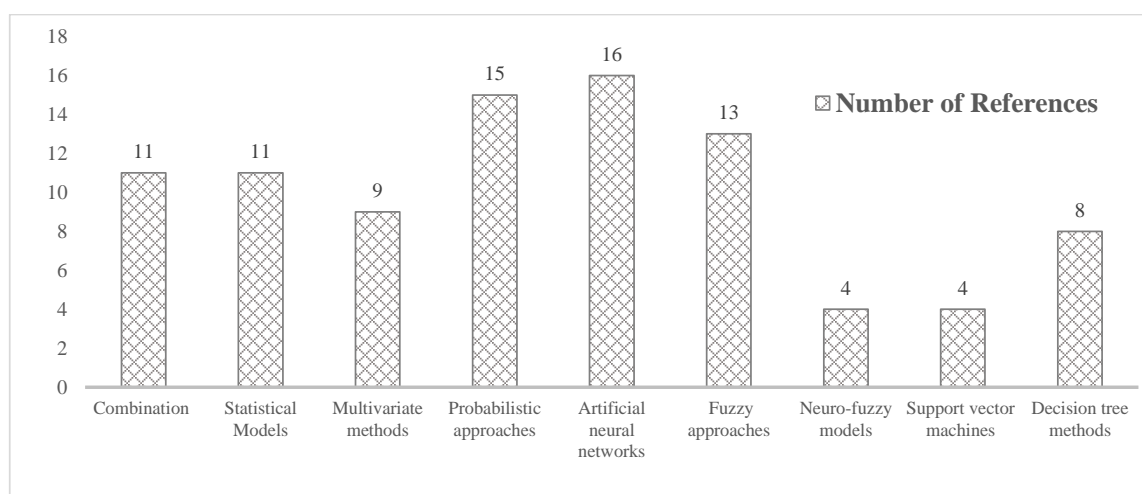 18
16
14
12
10
8
6
4
2
0
11
11
9
15
16
13
4
4
8
Number of References
Combination
Statistical
Models
Multivariate
methods
Probabilistic
approaches
Artificial
neural
networks
Fuzzy
approaches
Neuro-fuzzy
models
Support vector
machines
Decision tree
methods